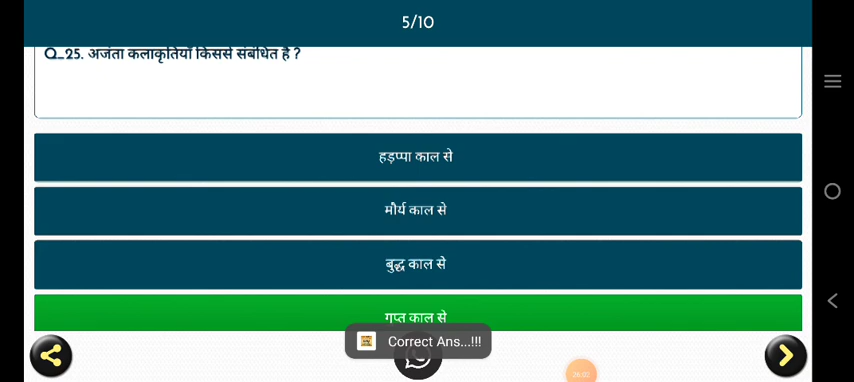 5/10
Q_25. अजंता कलाकृतियाँ किससे संबंधित है ?
हड़प्पा काल से
मौर्य काल से
बुद्ध काल से
गुप्त काल से
Correct Ans...!!!